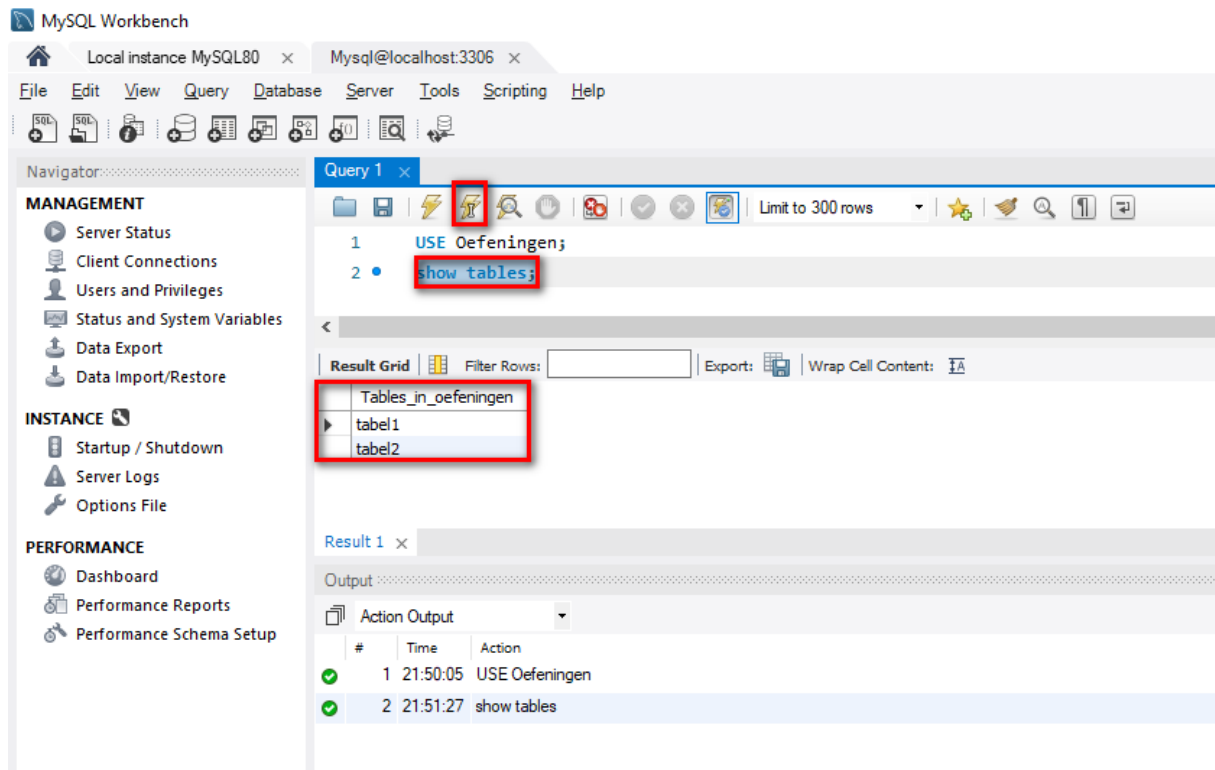 MySQL Workbench
Local instance MySQL80 Mysql@localhost:3306
File Edit View Query Database Server Tools Scripting Help
SQL SQL
Navigator
MANAGEMENT
Server Status
Client Connections
Users and Privileges
Status and System Variables
Data Export
Data Import/Restore
INSTANCE
Startup / Shutdown
Server Logs
Options File
PERFORMANCE
Dashboard
Performance Reports
Performance Schema Setup
Query 1
Limit to 300 rows
1 USE Oefeningen;
2 show tables;
Result Grid Filter Rows: Export: Wrap Cell Content:
Tables_in_oefeningen
tabel1
tabel2
Result 1
Output
Action Output
# Time Action
1 21:50:05 USE Oefeningen
2 21:51:27 show tables